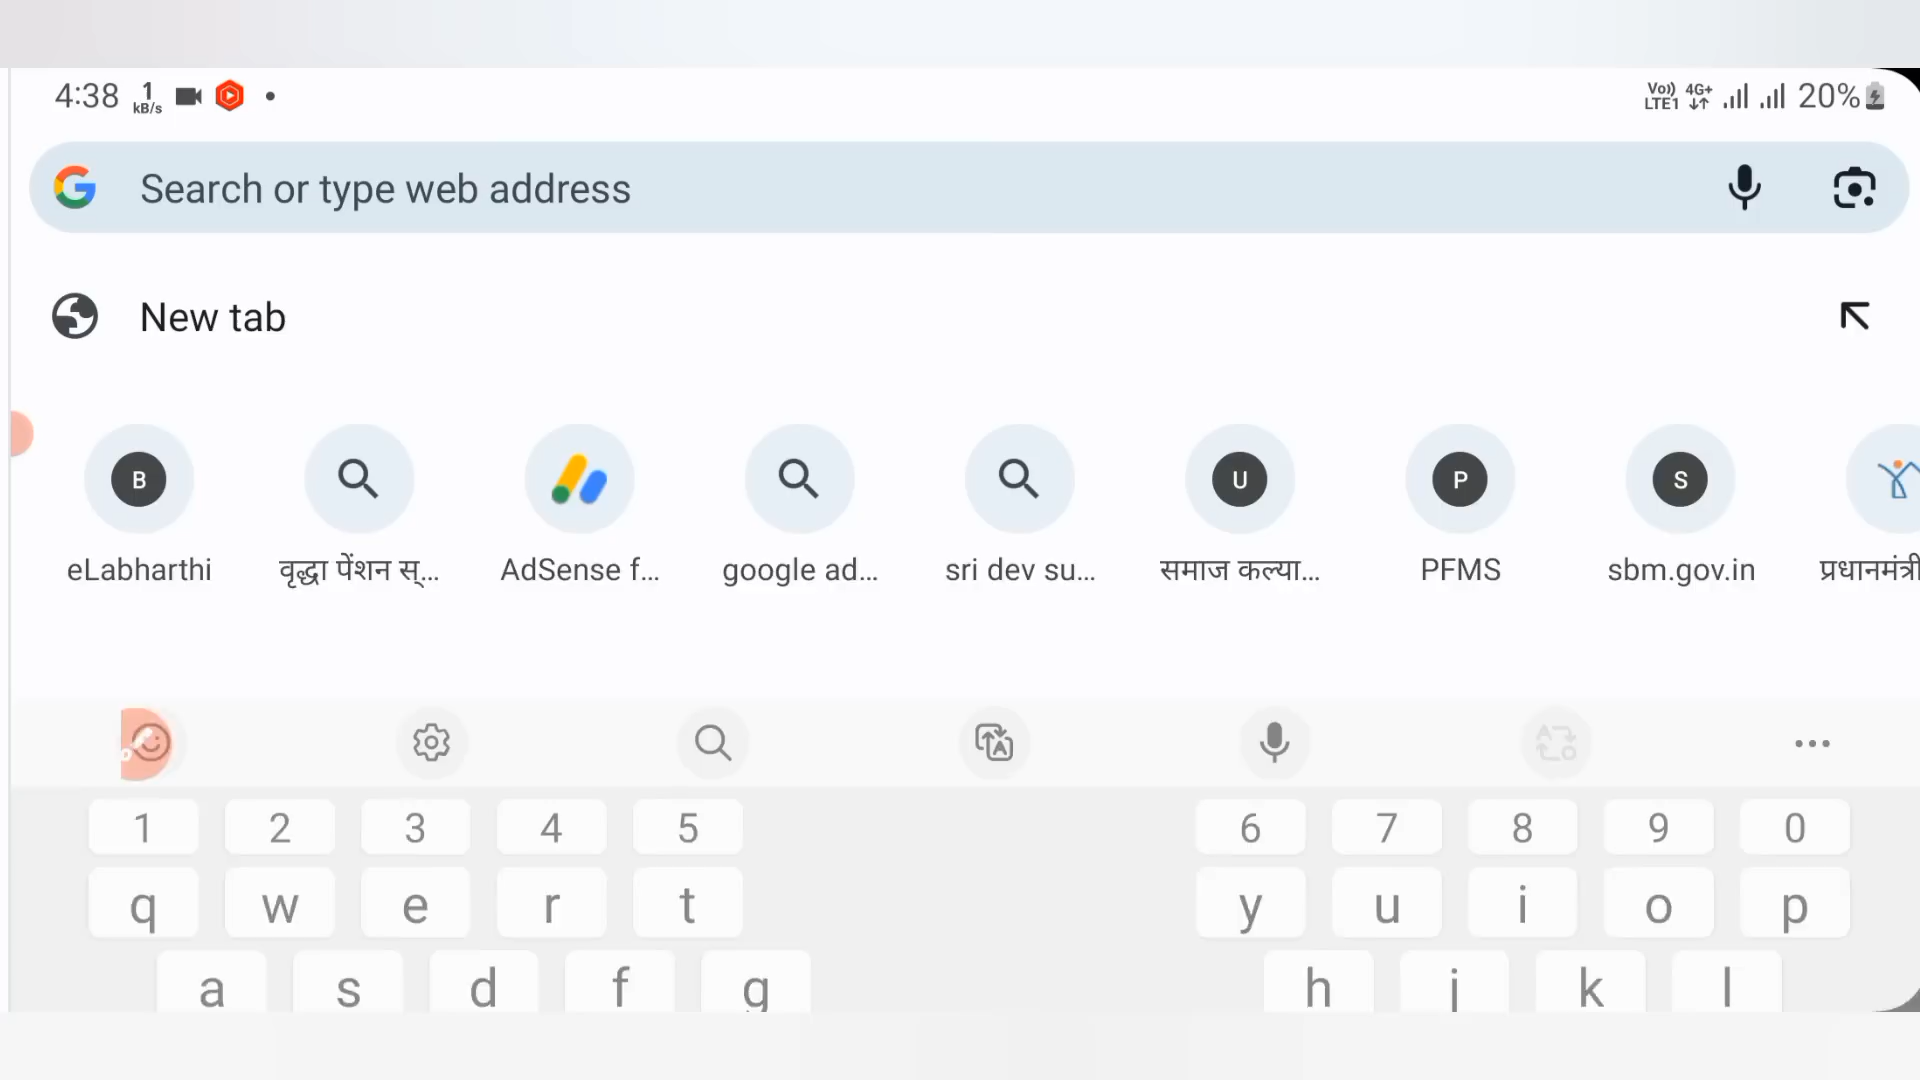 4:38 1 kB/s Vo)) LTE1 4G+ 20%
Search or type web address
New tab
B U P S
eLabharthi वृद्धा पेंशन स्... AdSense f... google ad... sri dev su... समाज कल्या... PFMS sbm.gov.in प्रधानमंत्री
1 2 3 4 5 6 7 8 9 0
q w e r t y u i o p
a s d f g h j k l